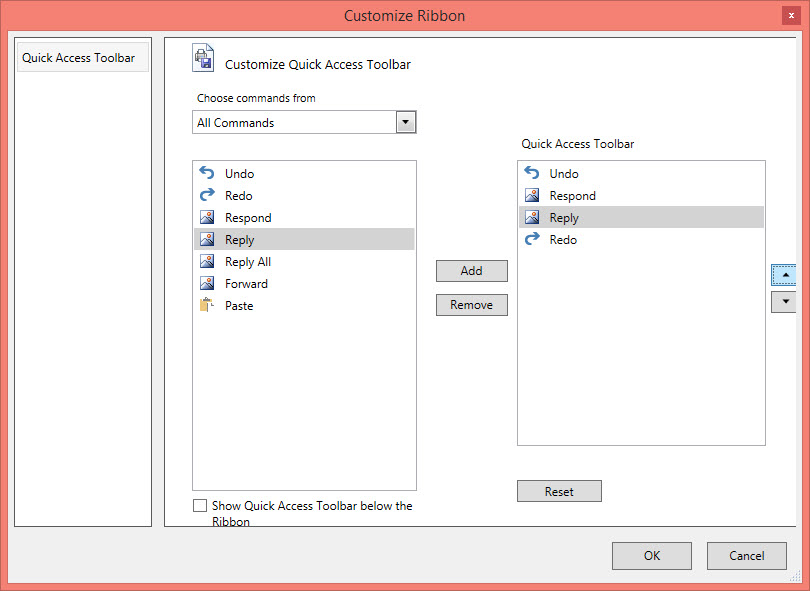 Customize Ribbon
x
Quick Access Toolbar
Customize Quick Access Toolbar
Choose commands from
All Commands
Undo
Redo
Respond
Reply
Reply All
Forward
Paste
Show Quick Access Toolbar below the
Ribbon
Add
Remove
Quick Access Toolbar
Undo
Respond
Reply
Redo
Reset
OK
Cancel